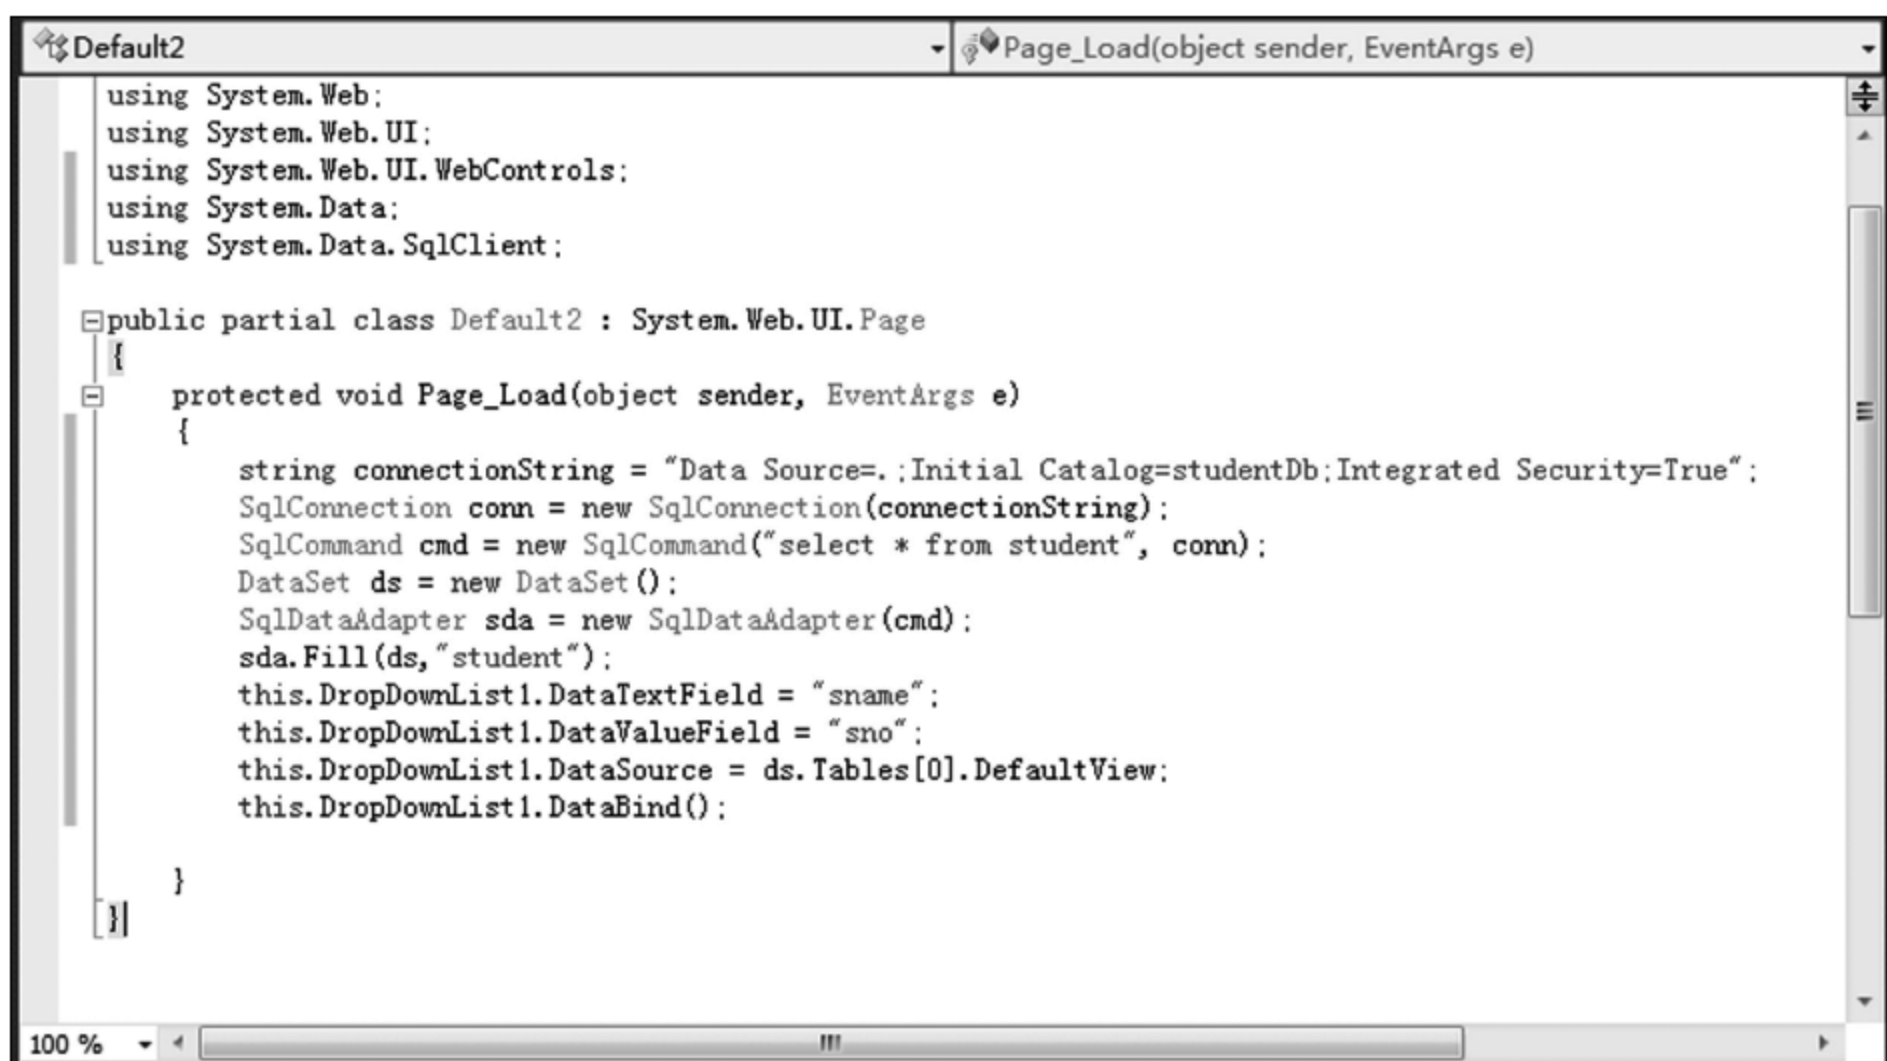 Default2 Page_Load(object sender, EventArgs e)
using System.Web;
using System.Web.UI;
using System.Web.UI.WebControls;
using System.Data;
using System.Data.SqlClient;
public partial class Default2 : System.Web.UI.Page
{
protected void Page_Load(object sender, EventArgs e)
{
string connectionString = "Data Source=.;Initial Catalog=studentDb;Integrated Security=True";
SqlConnection conn = new SqlConnection(connectionString);
SqlCommand cmd = new SqlCommand("select * from student", conn);
DataSet ds = new DataSet();
SqlDataAdapter sda = new SqlDataAdapter(cmd);
sda.Fill(ds,"student");
this.DropDownList1.DataTextField = "sname";
this.DropDownList1.DataValueField = "sno";
this.DropDownList1.DataSource = ds.Tables[0].DefaultView;
this.DropDownList1.DataBind();
}
}
100 %